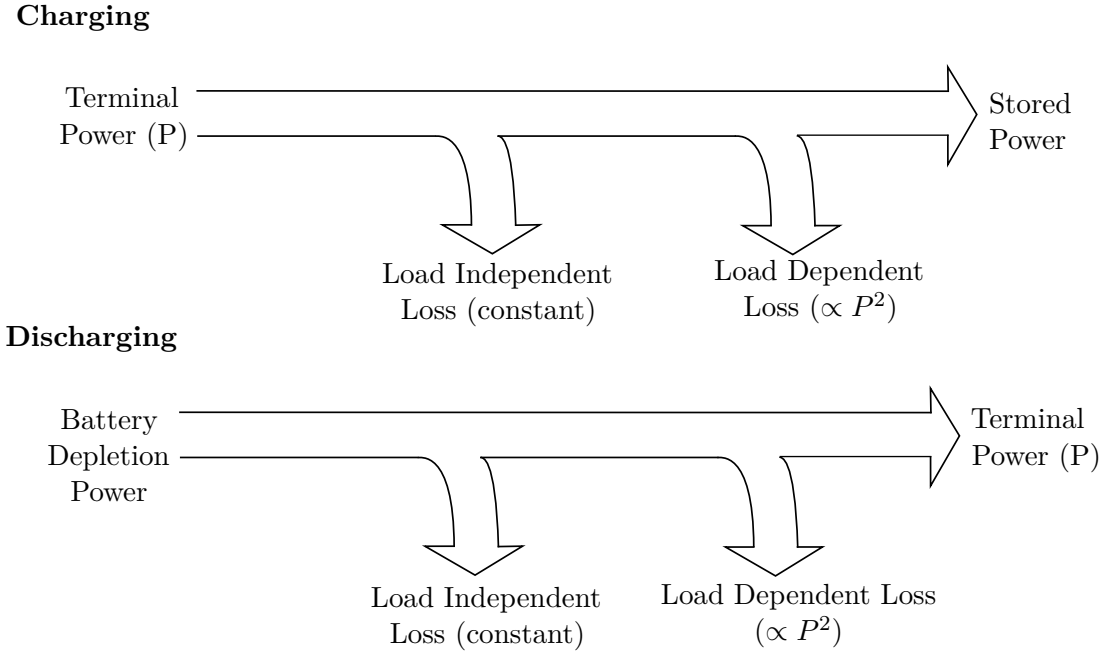 Charging
Terminal
Power (P)
Stored
Power
Load Independent
Loss (constant)
Load Dependent
Loss (∝ P²)
Discharging
Battery
Depletion
Power
Terminal
Power (P)
Load Independent
Loss (constant)
Load Dependent Loss
(∝ P²)